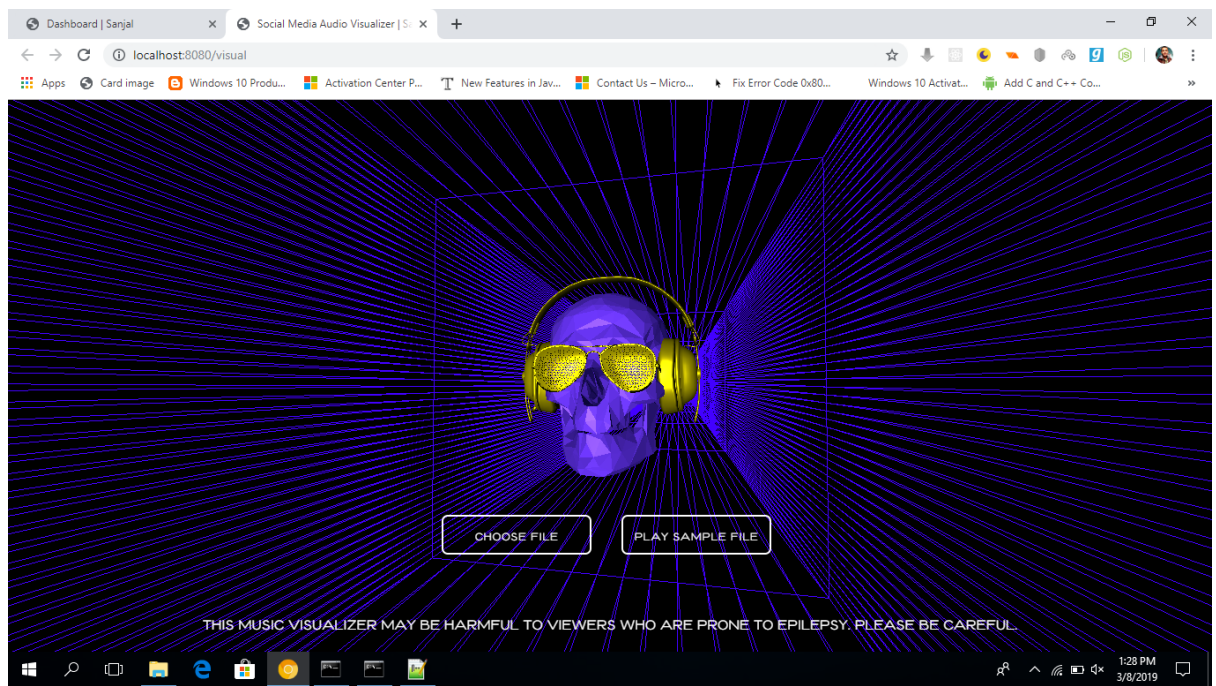 Dashboard | Sanjal
Social Media Audio Visualizer | Sa
localhost:8080/visual
Apps
Card image
Windows 10 Produ...
Activation Center P...
New Features in Jav...
Contact Us – Micro...
Fix Error Code 0x80...
Windows 10 Activat...
Add C and C++ Co...
CHOOSE FILE
PLAY SAMPLE FILE
THIS MUSIC VISUALIZER MAY BE HARMFUL TO VIEWERS WHO ARE PRONE TO EPILEPSY. PLEASE BE CAREFUL.
1:28 PM
3/8/2019